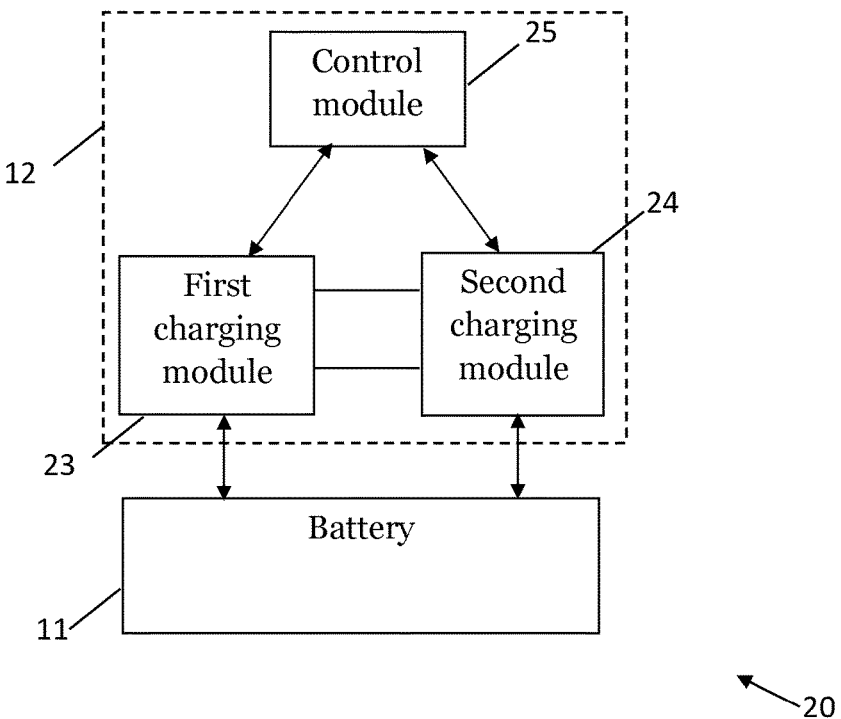 25
Control
module
12
24
First
charging
module
Second
charging
module
23
Battery
11
20